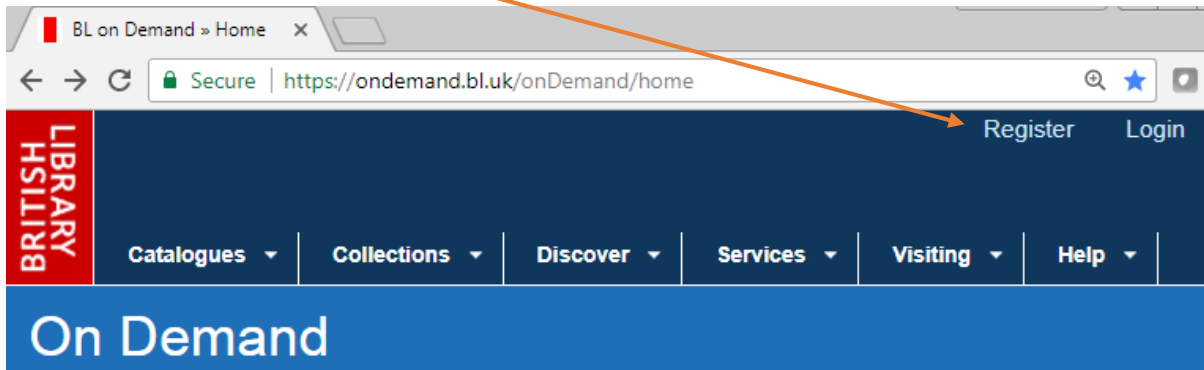 BL on Demand » Home
Secure | https://ondemand.bl.uk/onDemand/home
BRITISH
LIBRARY
Register Login
Catalogues Collections Discover Services Visiting Help
On Demand